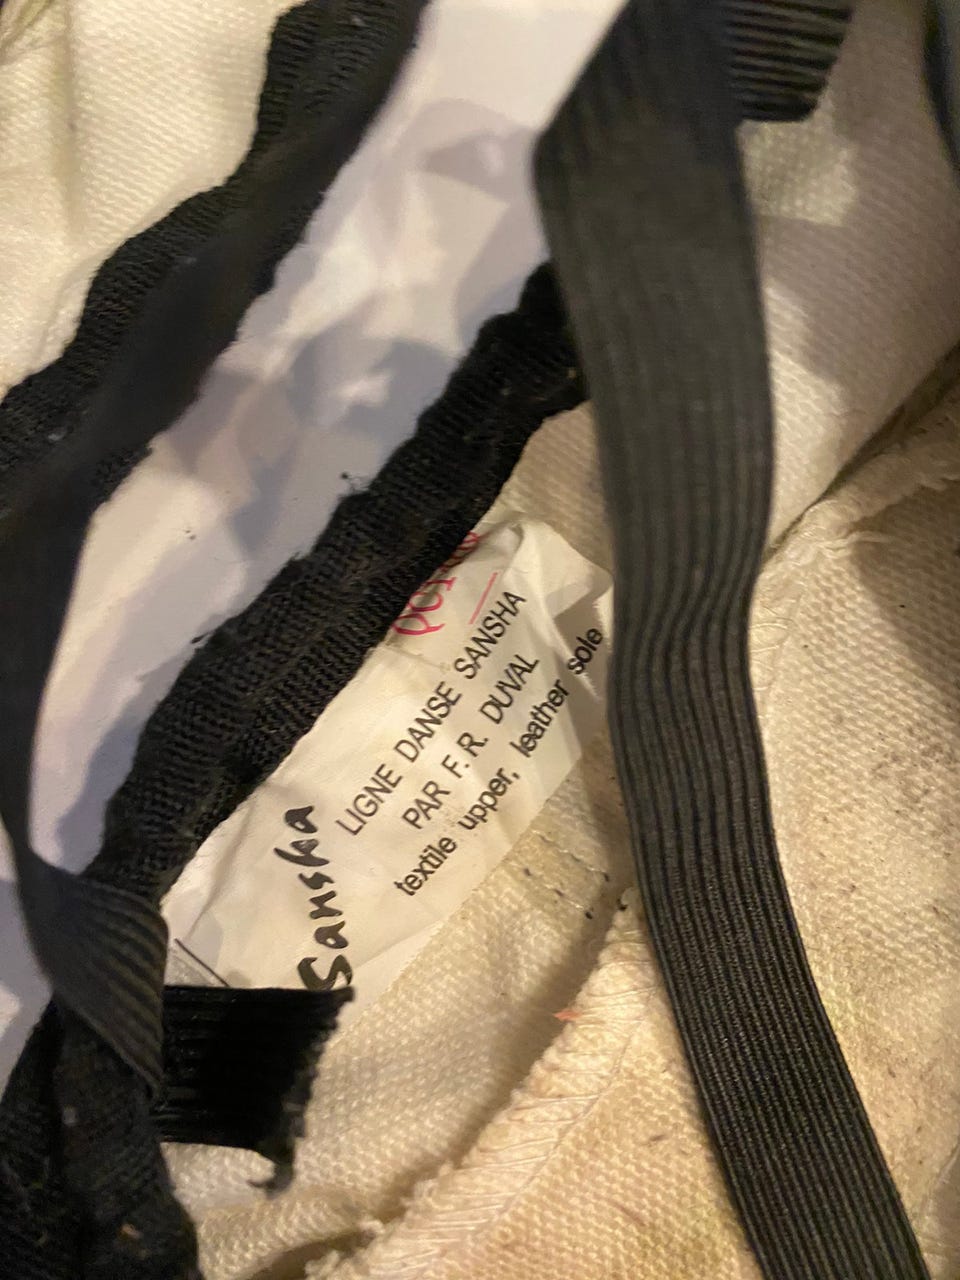 Sansha
LIGNE DANSE SANSHA
PAR F. R. DUVAL
textile upper, leather sole